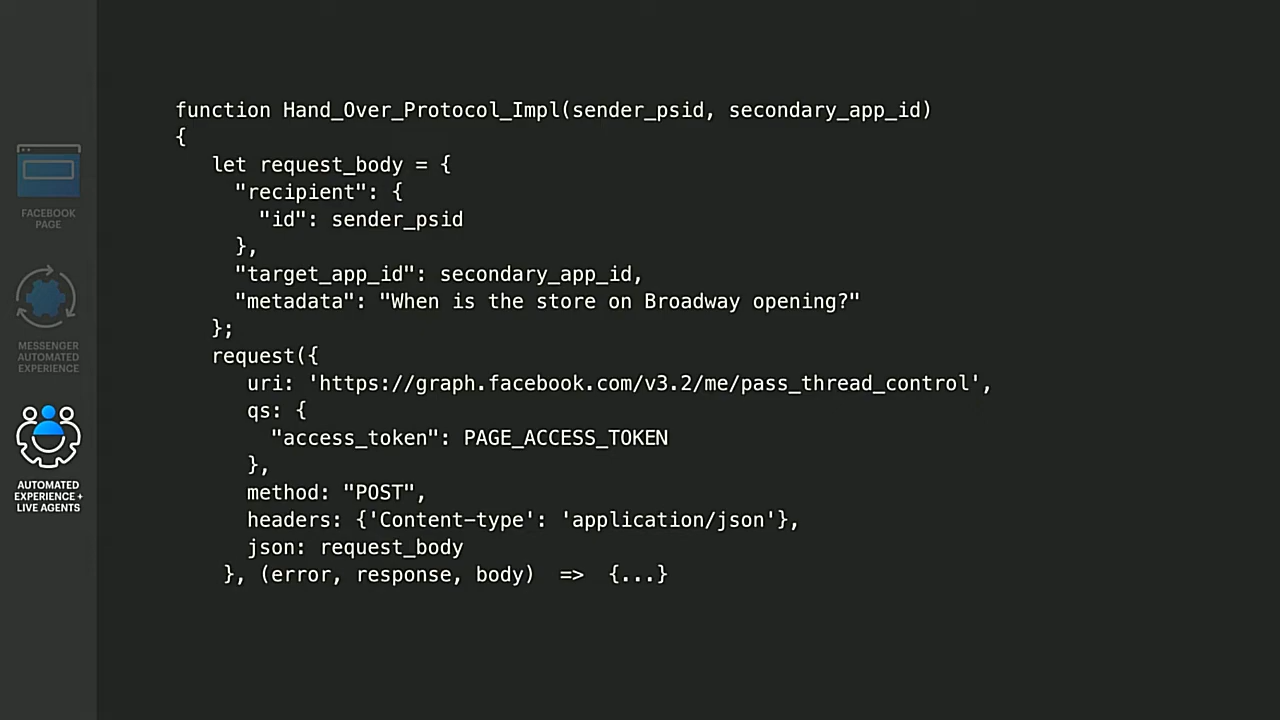 FACEBOOK
PAGE
MESSENGER
AUTOMATED
EXPERIENCE
AUTOMATED
EXPERIENCE +
LIVE AGENTS
function Hand_Over_Protocol_Impl(sender_psid, secondary_app_id)
{
   let request_body = {
     "recipient": {
       "id": sender_psid
     },
     "target_app_id": secondary_app_id,
     "metadata": "When is the store on Broadway opening?"
   };
   request({
      uri: 'https://graph.facebook.com/v3.2/me/pass_thread_control',
      qs: {
        "access_token": PAGE_ACCESS_TOKEN
      },
      method: "POST",
      headers: {'Content-type': 'application/json'},
      json: request_body
    }, (error, response, body)  =>  {...}